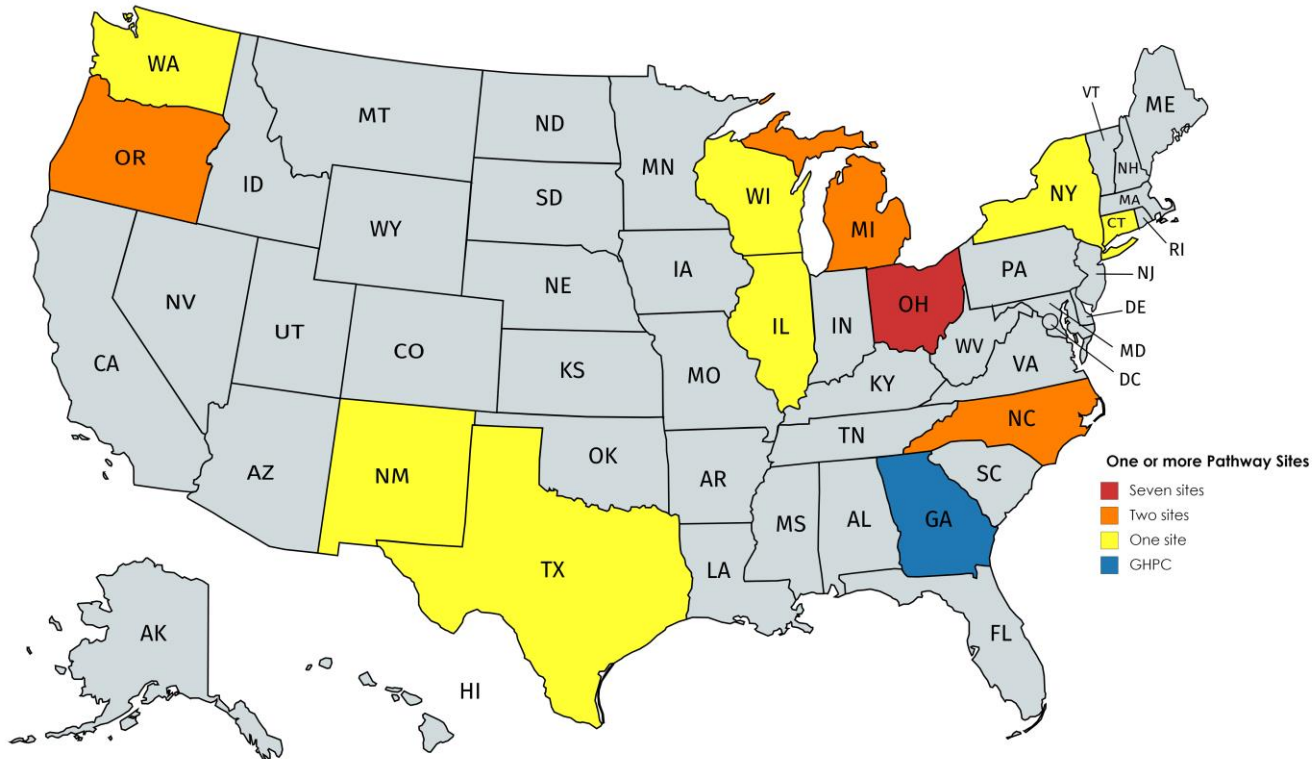 WA
MT
ND
MN
VT
ME
OR
ID
SD
WI
NH
NY
MA
WY
MI
CT
RI
IA
PA
NJ
NE
NV
UT
IL
IN
OH
DE
CO
MD
CA
KS
MO
WV
VA
DC
KY
NC
TN
OK
AZ
NM
AR
SC
MS
AL
GA
TX
LA
FL
AK
HI
One or more Pathway Sites
Seven sites
Two sites
One site
GHPC